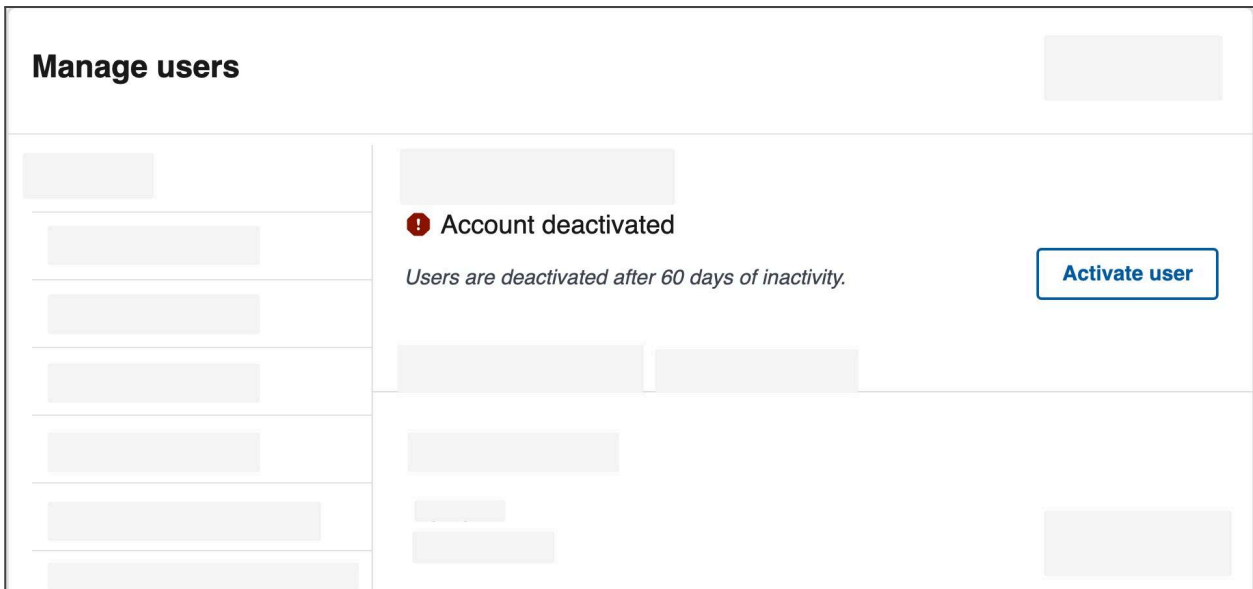 Manage users
Account deactivated
Users are deactivated after 60 days of inactivity.
Activate user